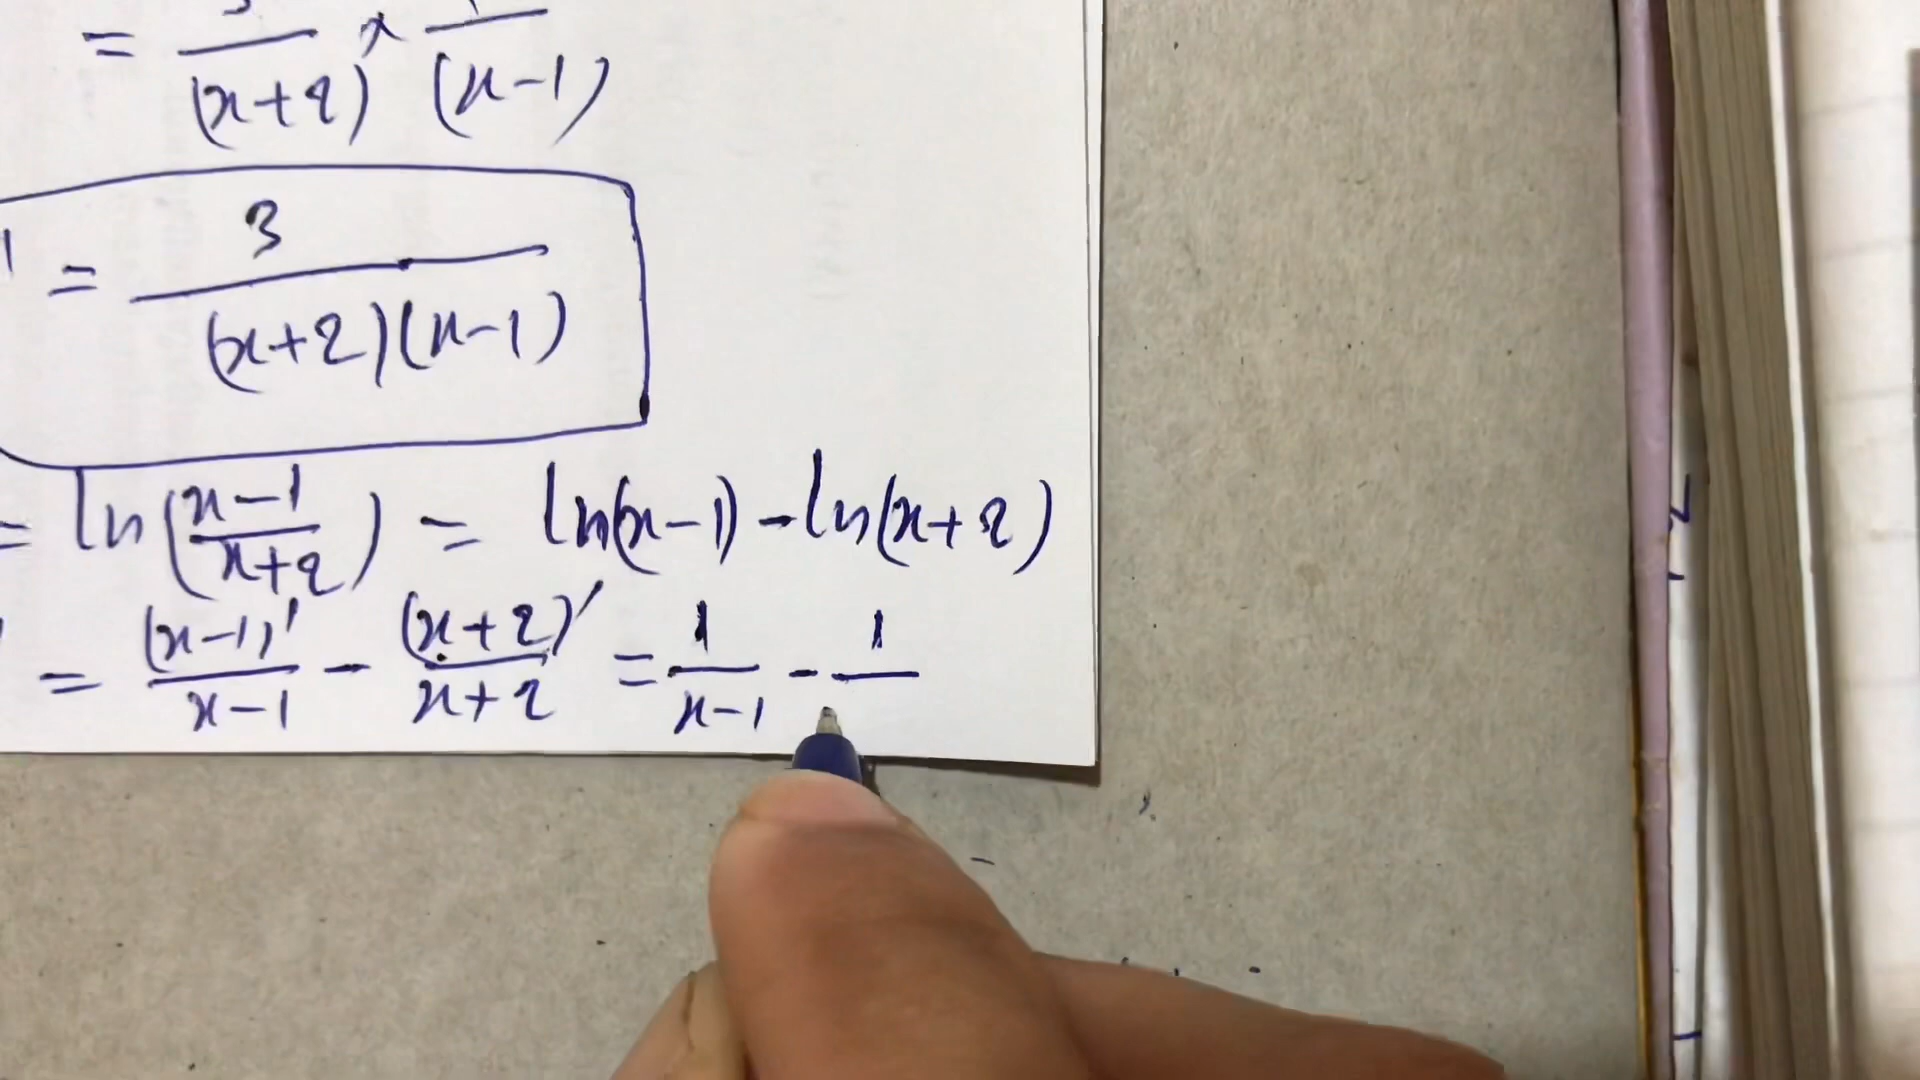 = 3/(x+2) × 1/(x-1)
' = 3/((x+2)(x-1))
= ln((x-1)/(x+2)) = ln(x-1) - ln(x+2)
' = (x-1)'/(x-1) - (x+2)'/(x+2) = 1/(x-1) - 1/